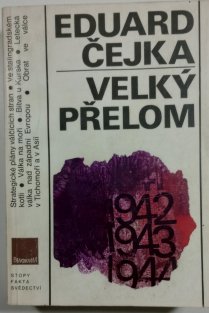 EDUARD
ČEJKA
VELKÝ
PŘELOM
Strategické plány válčících stran • Ve stalingradském
kotli • Válka na moři • Bitva u Kurska • Letecká
válka nad západní Evropou • Obrat ve válce
v Tichomoří a v Asii
1942
1943
1944
STOPY
FAKTA
SVĚDECTVÍ